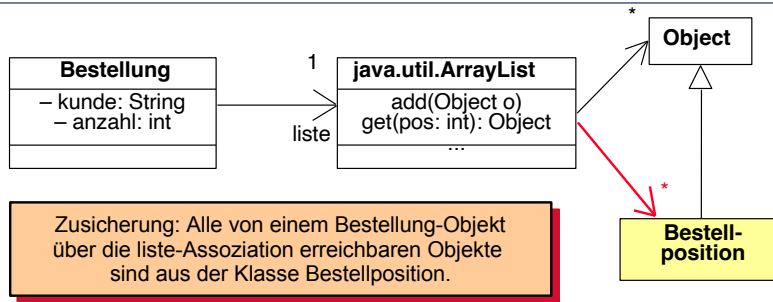 *
Object
Bestellung
– kunde: String
– anzahl: int
1
liste
java.util.ArrayList
add(Object o)
get(pos: int): Object
...
*
Bestell-
position
Zusicherung: Alle von einem Bestellung-Objekt
über die liste-Assoziation erreichbaren Objekte
sind aus der Klasse Bestellposition.